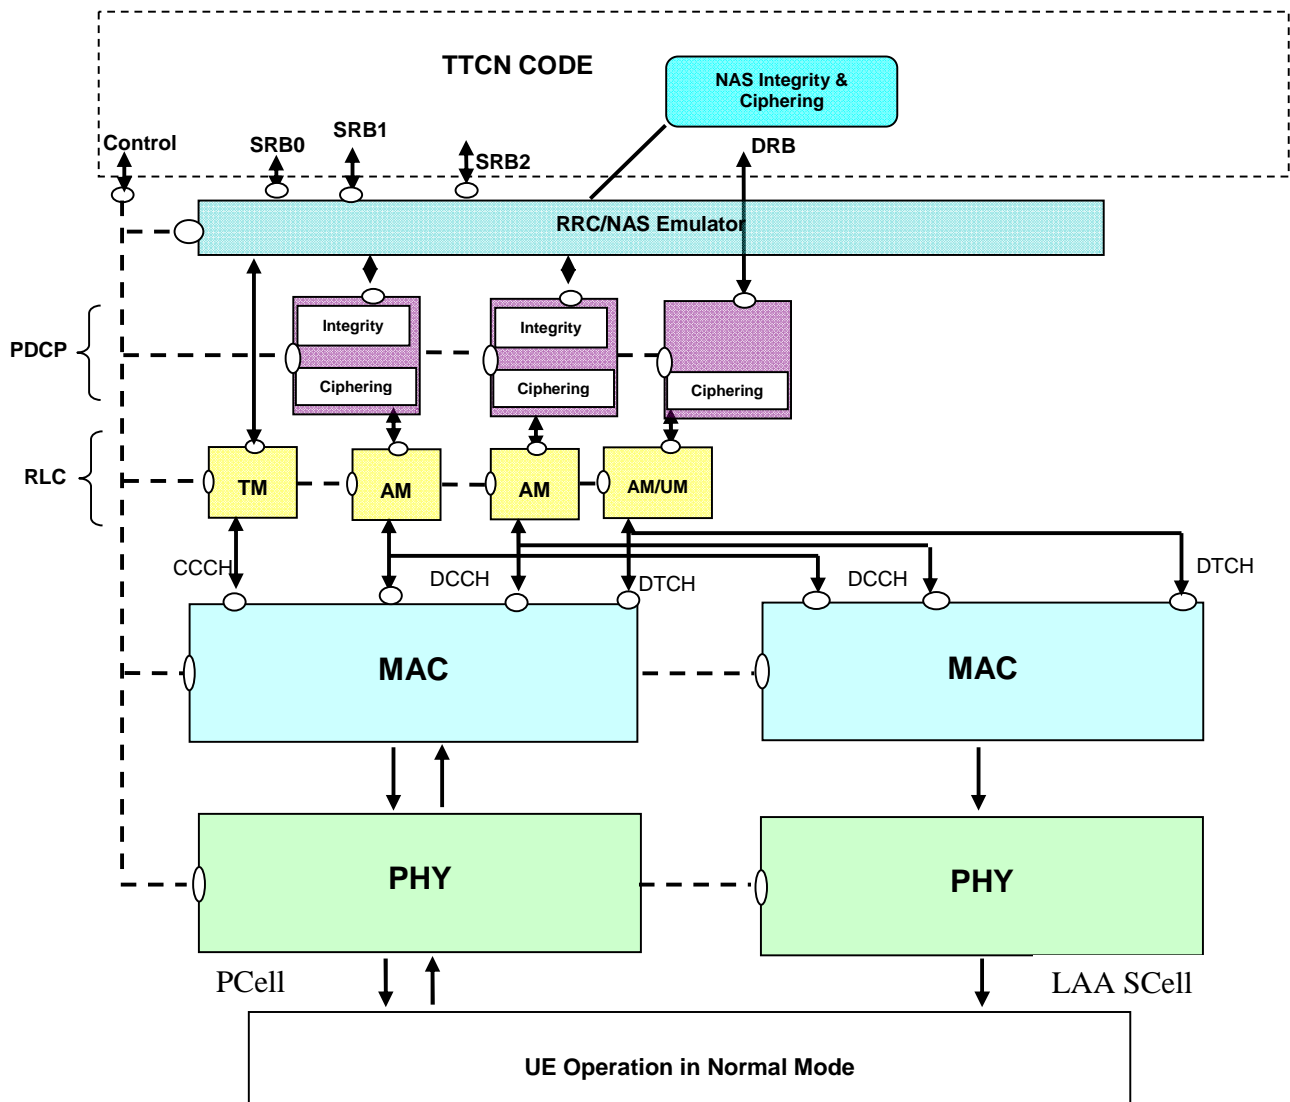 TTCN CODE
NAS Integrity &
Ciphering
Control
SRB0
SRB1
SRB2
DRB
RRC/NAS Emulator
PDCP
Integrity
Integrity
Ciphering
Ciphering
Ciphering
RLC
TM
AM
AM
AM/UM
CCCH
DCCH
DTCH
DCCH
DTCH
MAC
MAC
PHY
PHY
PCell
LAA SCell
UE Operation in Normal Mode